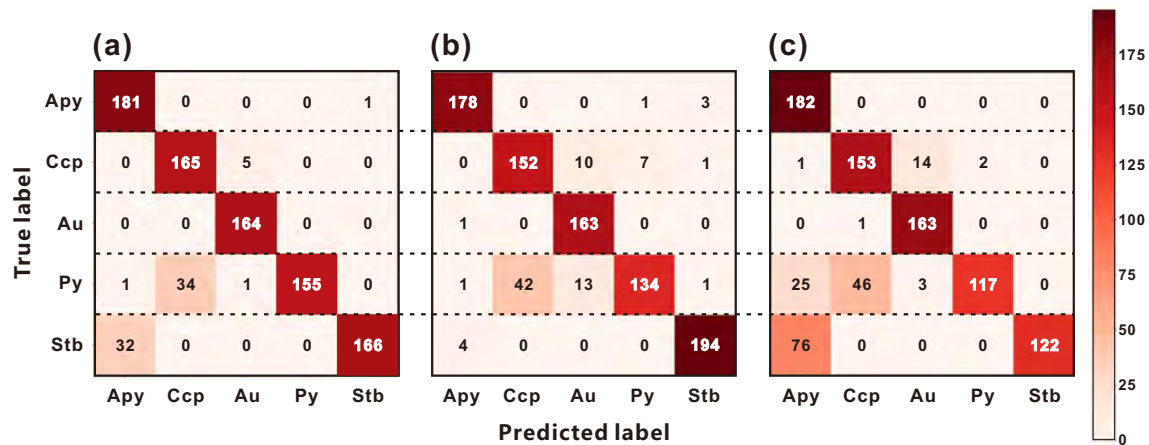 (a) (b) (c)
True label
Apy 181 0 0 0 1 178 0 0 1 3 182 0 0 0 0
Ccp 0 165 5 0 0 0 152 10 7 1 1 153 14 2 0
Au 0 0 164 0 0 1 0 163 0 0 0 1 163 0 0
Py 1 34 1 155 0 1 42 13 134 1 25 46 3 117 0
Stb 32 0 0 0 166 4 0 0 0 194 76 0 0 0 122
Apy Ccp Au Py Stb Apy Ccp Au Py Stb Apy Ccp Au Py Stb
Predicted label
175
150
125
100
75
50
25
0